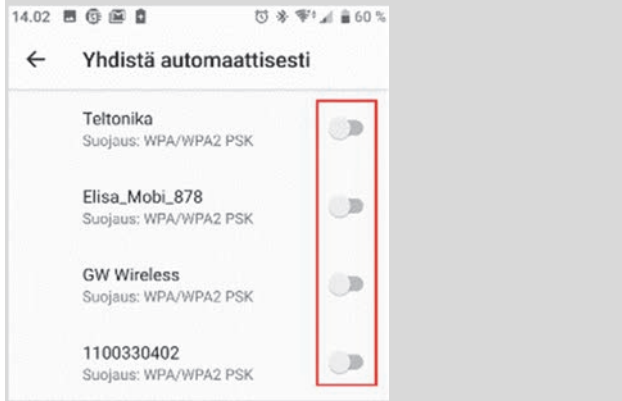 14.02 60 %
Yhdistä automaattisesti
Teltonika
Suojaus: WPA/WPA2 PSK
Elisa_Mobi_878
Suojaus: WPA/WPA2 PSK
GW Wireless
Suojaus: WPA/WPA2 PSK
1100330402
Suojaus: WPA/WPA2 PSK